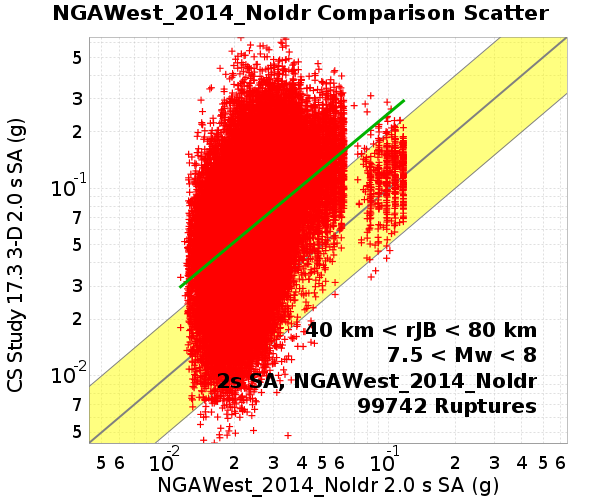 NGAWest_2014_NoIdr Comparison Scatter
CS Study 17.3 3-D 2.0 s SA (g)
5
3
2
10-1
7
5
3
2
10-2
7
5
40 km < rJB < 80 km
7.5 < Mw < 8
2s SA, NGAWest_2014_NoIdr
99742 Ruptures
5 6 10-2 2 3 4 5 6 10-1 2 3 4 5 6
NGAWest_2014_NoIdr 2.0 s SA (g)